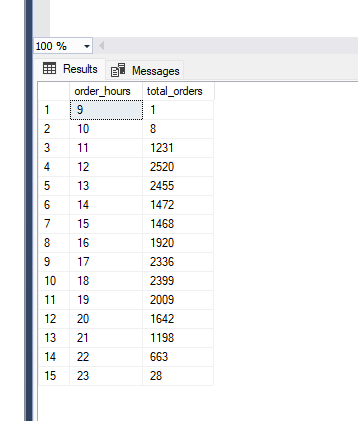 100 %
Results Messages
order_hours total_orders
1 9 1
2 10 8
3 11 1231
4 12 2520
5 13 2455
6 14 1472
7 15 1468
8 16 1920
9 17 2336
10 18 2399
11 19 2009
12 20 1642
13 21 1198
14 22 663
15 23 28